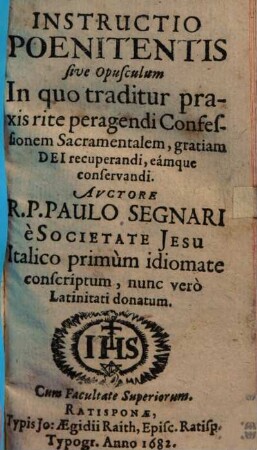 INSTRUCTIO
POENITENTIS
sive Opusculum
In quo traditur pra-
xis rite peragendi Confes-
sionem Sacramentalem, gratiam
DEI recuperandi, eámque
conservandi.
AVCTORE
R.P. PAULO SEGNARI
è SOCIETATE JESU
Italico primùm idiomate
conscriptum, nunc verò
Latinitati donatum.
IHS
Cum Facultate Superiorum.
RATISPONÆ,
Typis Jo: Ægidii Raith, Episc. Ratisp.
Typogr. Anno 1682.